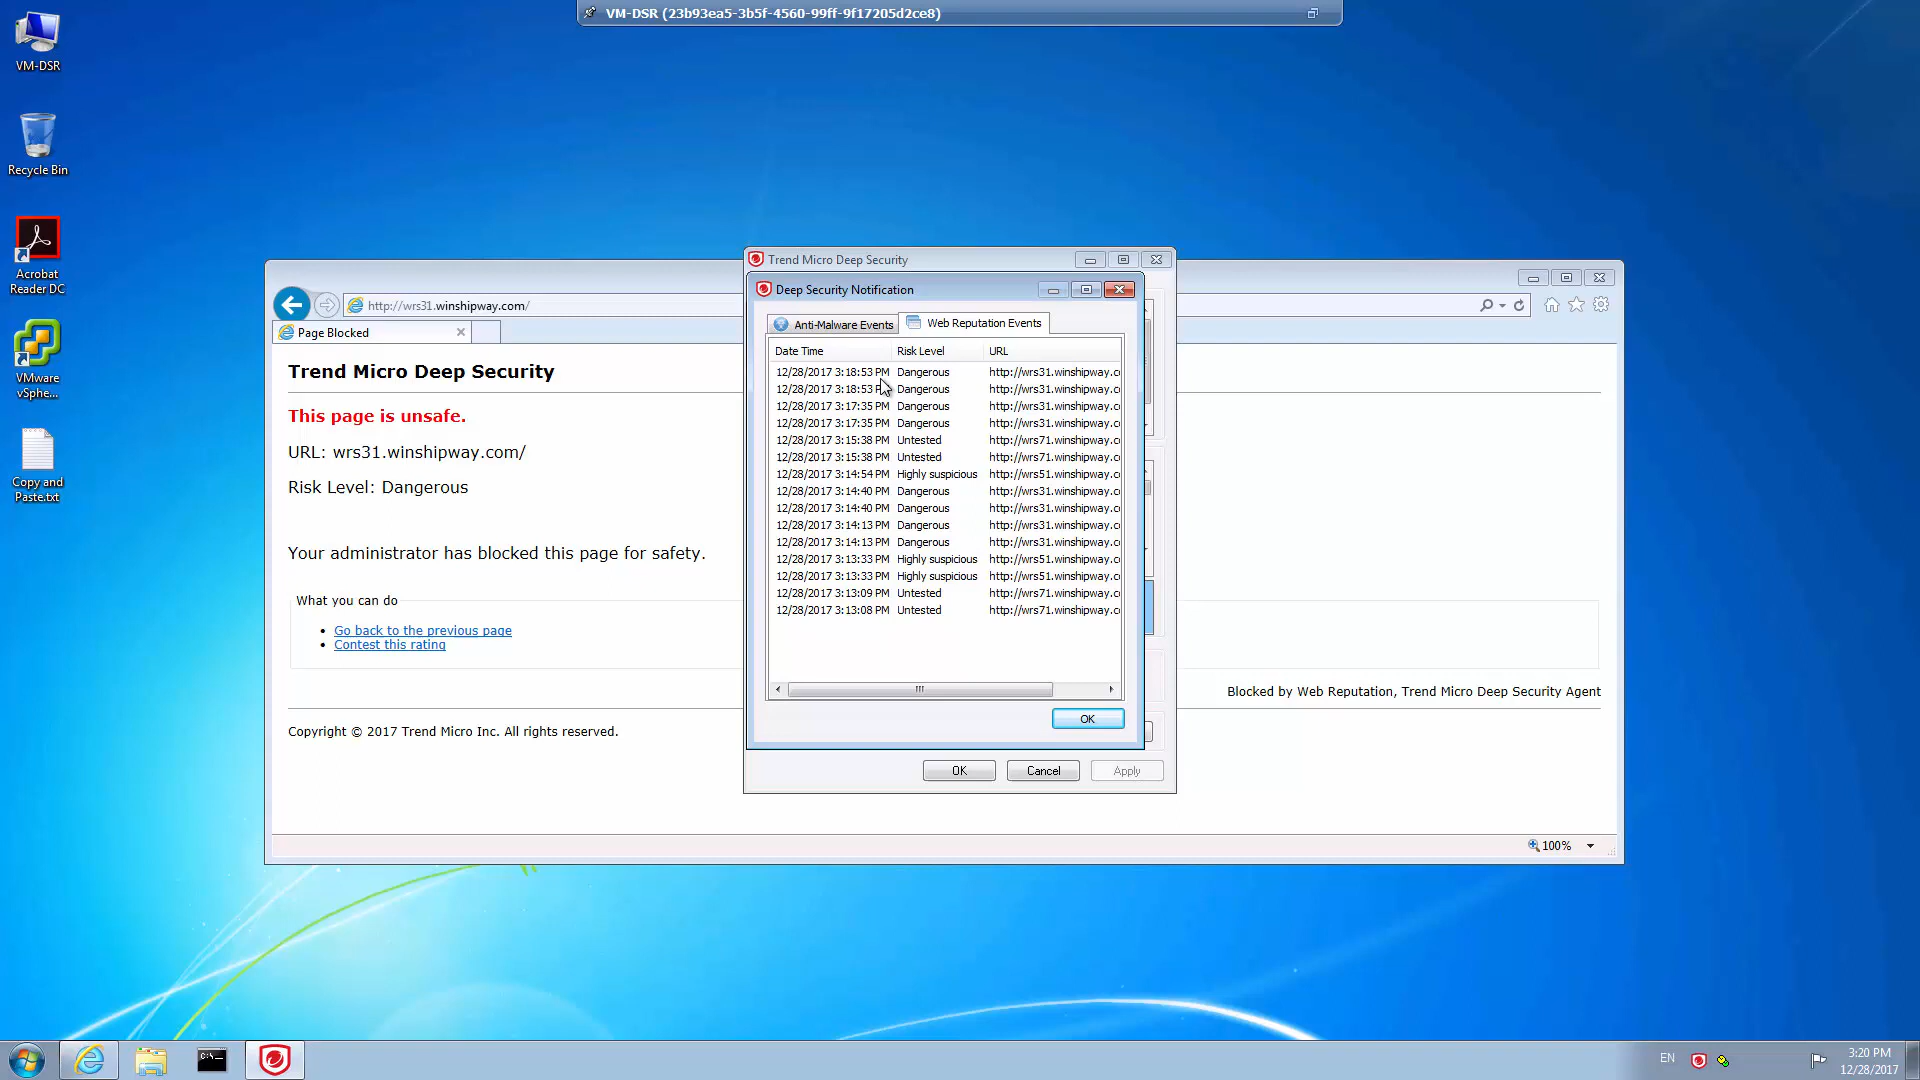 VM-DSR (23b93ea5-3b5f-4560-99ff-9f17205d2ce8)
VM-DSR
Recycle Bin
Acrobat
Reader DC
VMware
vSphe...
Copy and
Paste.txt
http://wrs31.winshipway.com/
Page Blocked
Trend Micro Deep Security
This page is unsafe.
URL: wrs31.winshipway.com/
Risk Level: Dangerous
Your administrator has blocked this page for safety.
What you can do
Go back to the previous page
Contest this rating
Blocked by Web Reputation, Trend Micro Deep Security Agent
Copyright © 2017 Trend Micro Inc. All rights reserved.
100%
Trend Micro Deep Security
Deep Security Notification
Anti-Malware Events
Web Reputation Events
Date Time Risk Level URL
12/28/2017 3:18:53 PM Dangerous http://wrs31.winshipway.c
12/28/2017 3:18:53 PM Dangerous http://wrs31.winshipway.c
12/28/2017 3:17:35 PM Dangerous http://wrs31.winshipway.c
12/28/2017 3:17:35 PM Dangerous http://wrs31.winshipway.c
12/28/2017 3:15:38 PM Untested http://wrs71.winshipway.c
12/28/2017 3:15:38 PM Untested http://wrs71.winshipway.c
12/28/2017 3:14:54 PM Highly suspicious http://wrs51.winshipway.c
12/28/2017 3:14:40 PM Dangerous http://wrs31.winshipway.c
12/28/2017 3:14:40 PM Dangerous http://wrs31.winshipway.c
12/28/2017 3:14:13 PM Dangerous http://wrs31.winshipway.c
12/28/2017 3:14:13 PM Dangerous http://wrs31.winshipway.c
12/28/2017 3:13:33 PM Highly suspicious http://wrs51.winshipway.c
12/28/2017 3:13:33 PM Highly suspicious http://wrs51.winshipway.c
12/28/2017 3:13:09 PM Untested http://wrs71.winshipway.c
12/28/2017 3:13:08 PM Untested http://wrs71.winshipway.c
OK
OK Cancel Apply
EN
3:20 PM
12/28/2017